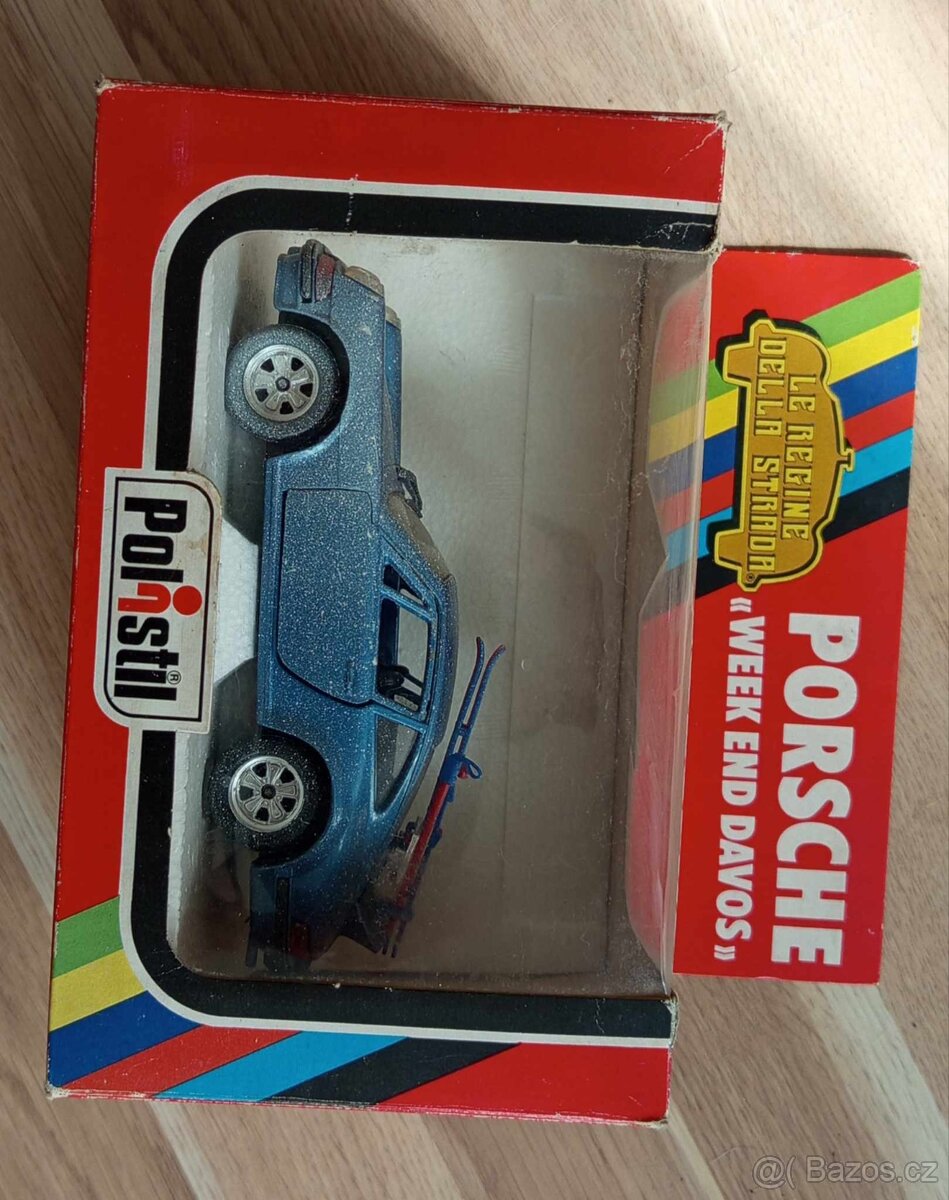 LE REGINE
DELLA STRADA®
PORSCHE
«WEEK END DAVOS»
Polistil®
@( Bazos.cz